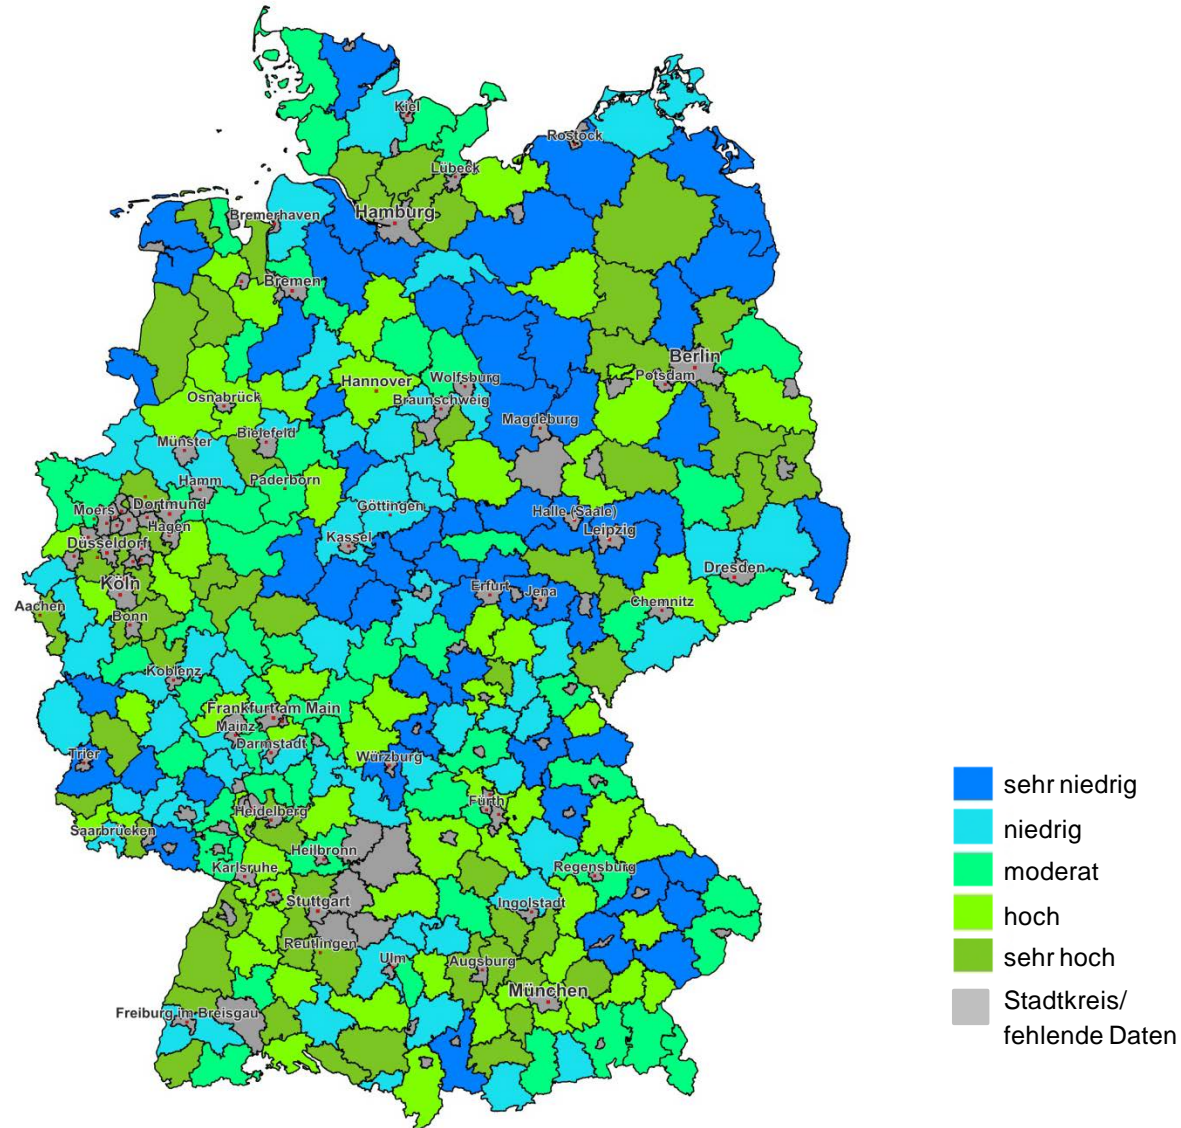 Kiel
Rostock
Lübeck
Hamburg
Bremerhaven
Bremen
Berlin
Potsdam
Hannover
Wolfsburg
Braunschweig
Osnabrück
Magdeburg
Bielefeld
Münster
Hamm
Paderborn
Dortmund
Moers
Göttingen
Halle (Saale)
Hagen
Leipzig
Düsseldorf
Kassel
Dresden
Köln
Erfurt
Jena
Aachen
Chemnitz
Bonn
Koblenz
Frankfurt am Main
Mainz
Darmstadt
Trier
Würzburg
Fürth
Heidelberg
Saarbrücken
Heilbronn
Karlsruhe
Regensburg
Stuttgart
Ingolstadt
Reutlingen
Ulm
Augsburg
München
Freiburg im Breisgau
sehr niedrig
niedrig
moderat
hoch
sehr hoch
Stadtkreis/
fehlende Daten